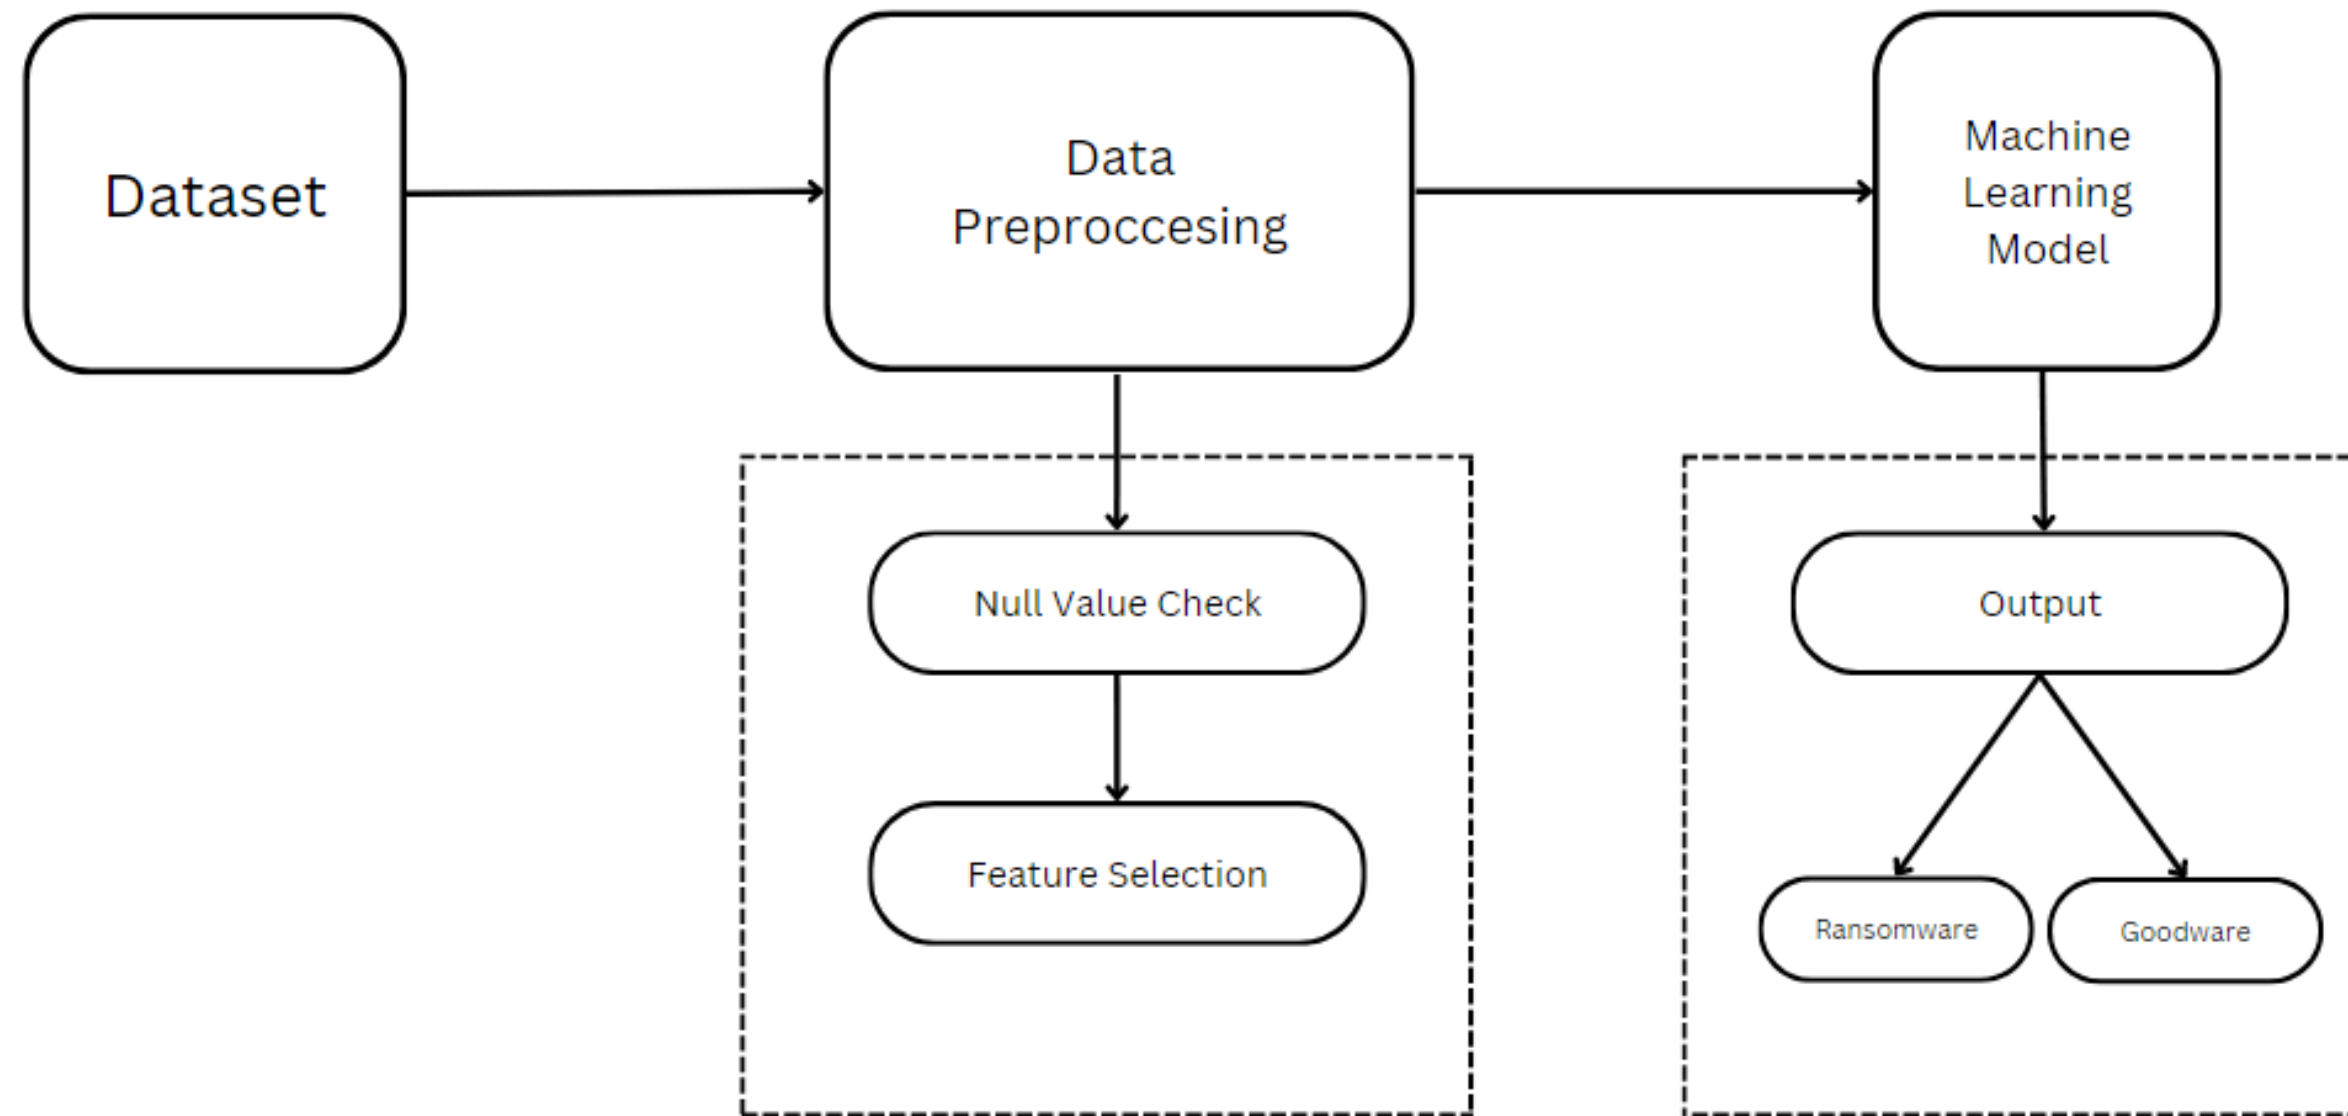 Dataset
Data
Preproccesing
Machine
Learning
Model
Null Value Check
Feature Selection
Output
Ransomware
Goodware